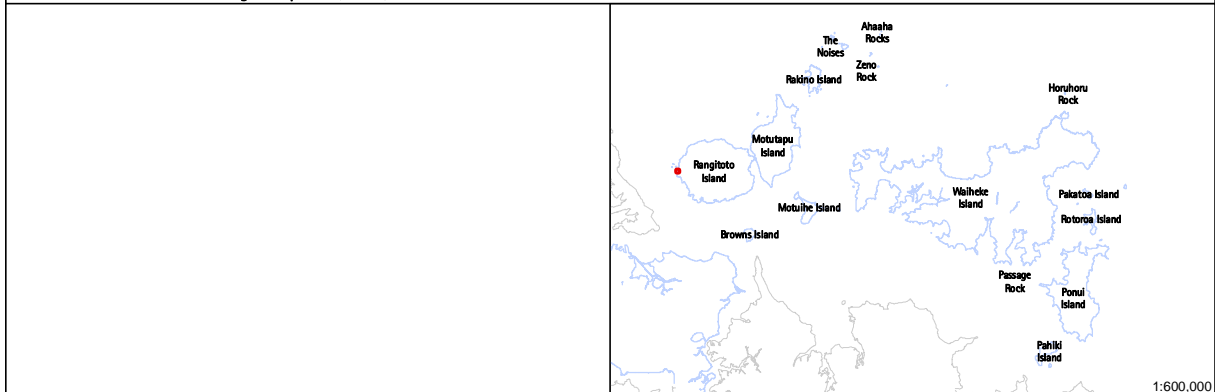 Ahaaha
Rocks
The
Noises
Zeno
Rock
Rakino Island
Horuhoru
Rock
Motutapu
Island
Rangitoto
Island
Waiheke
Island
Pakatoa Island
Motuihe Island
Rotoroa Island
Browns Island
Passage
Rock
Ponui
Island
Pahiki
Island
1:600,000